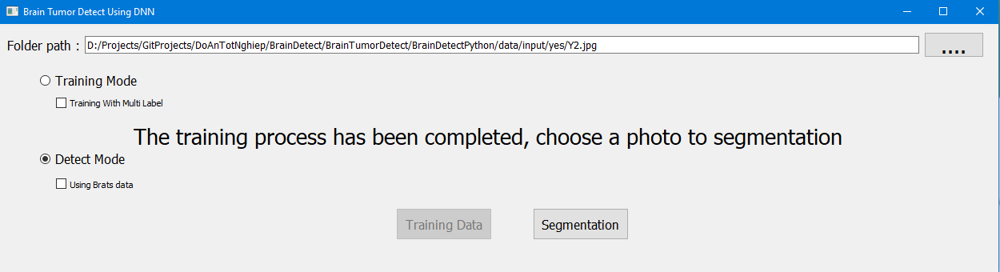 Brain Tumor Detect Using DNN
Folder path : D:/Projects/GitProjects/DoAnTotNghiep/BrainDetect/BrainTumorDetect/BrainDetectPython/data/input/yes/Y2.jpg ....
Training Mode
Training With Multi Label
The training process has been completed, choose a photo to segmentation
Detect Mode
Using Brats data
Training Data Segmentation